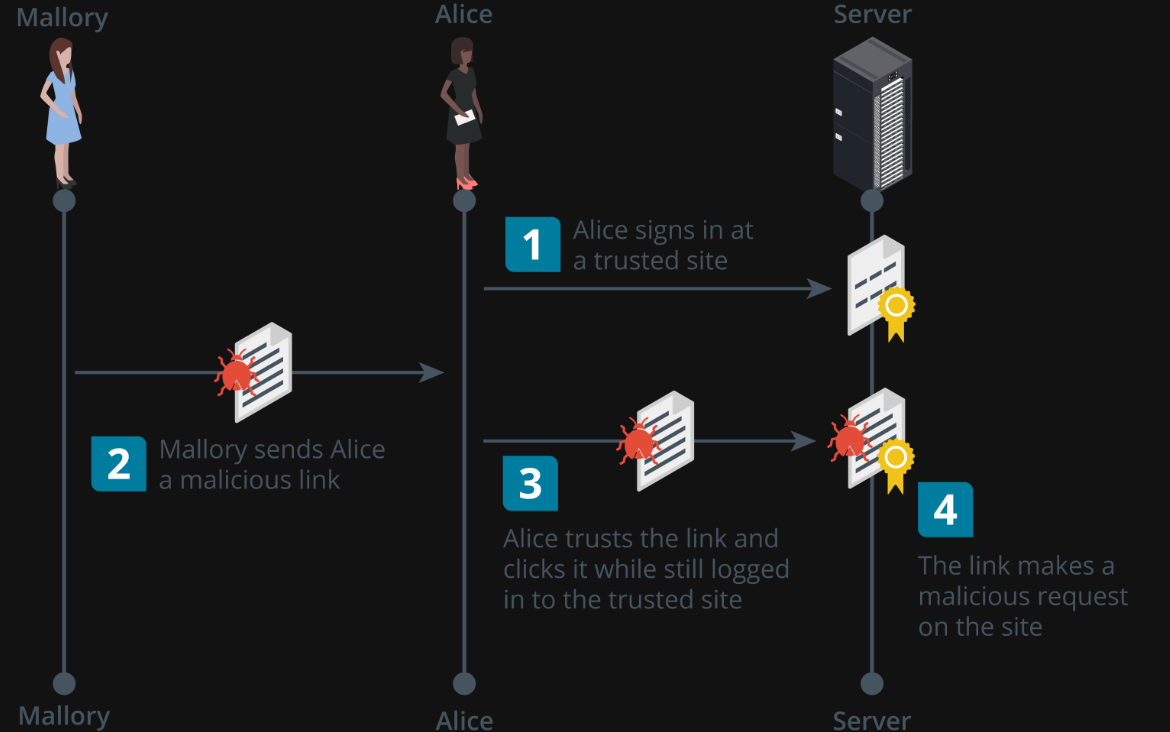 Mallory
Alice
Server
1
Alice signs in at
a trusted site
2
Mallory sends Alice
a malicious link
3
Alice trusts the link and
clicks it while still logged
in to the trusted site
4
The link makes a
malicious request
on the site
Mallory
Alice
Server